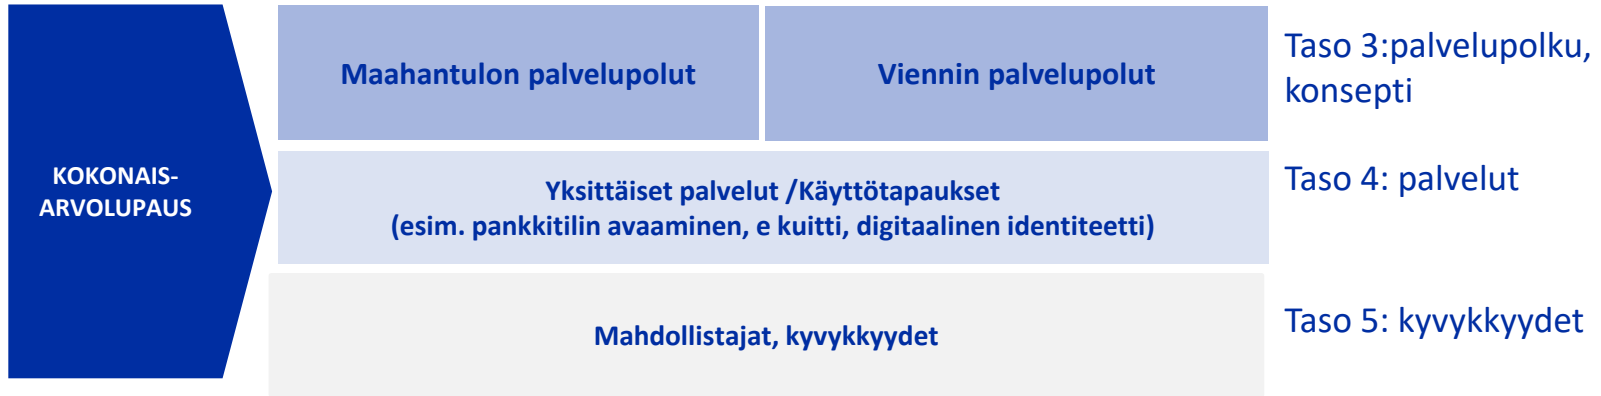 KOKONAIS-
ARVOLUPAUS
Maahantulon palvelupolut
Viennin palvelupolut
Taso 3:palvelupolku,
konsepti
Yksittäiset palvelut /Käyttötapaukset
(esim. pankkitilin avaaminen, e kuitti, digitaalinen identiteetti)
Taso 4: palvelut
Mahdollistajat, kyvykkyydet
Taso 5: kyvykkyydet